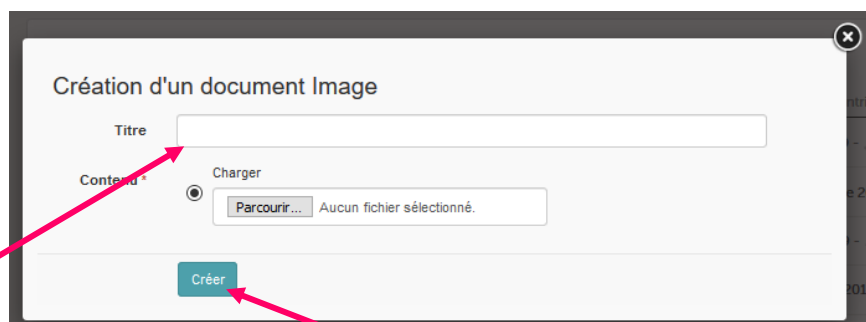 Création d'un document Image
Titre
Contenu *
Charger
Parcourir... Aucun fichier sélectionné.
Créer